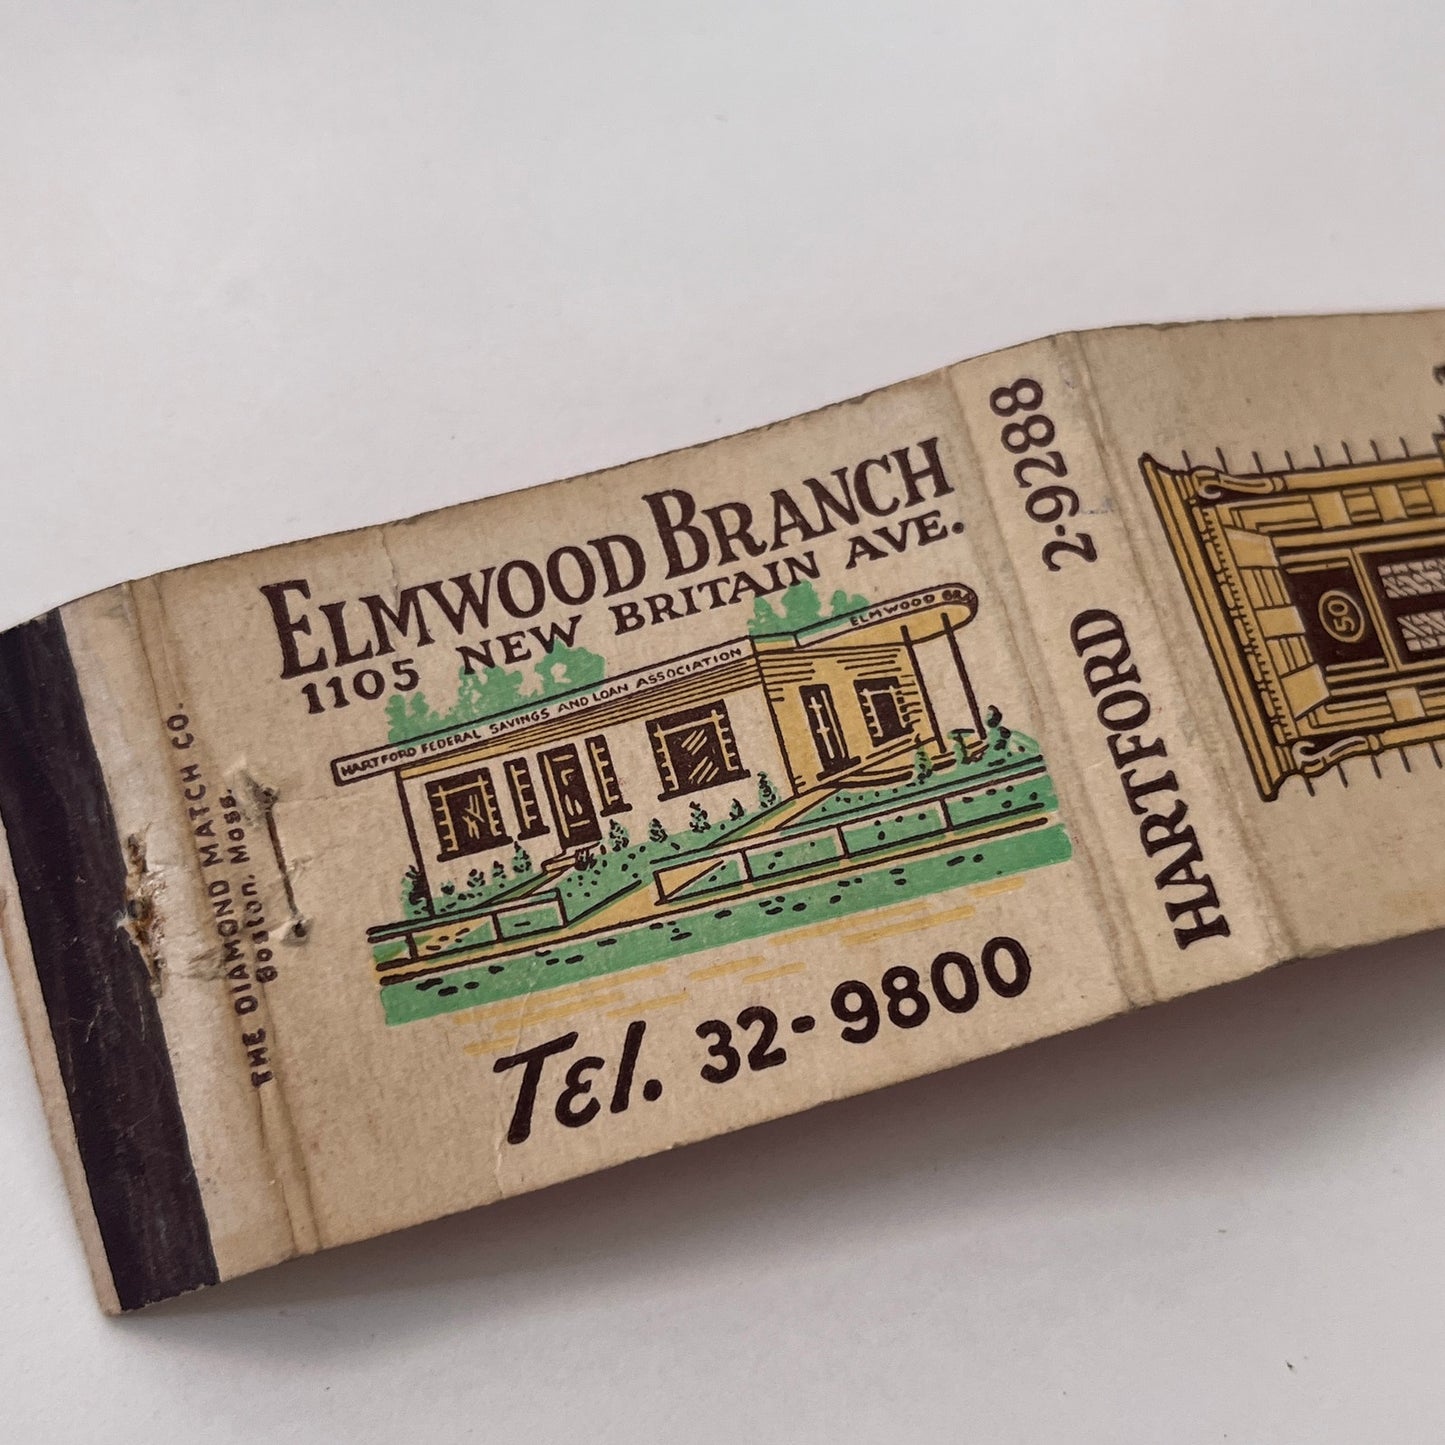 ELMWOOD BRANCH
1105 NEW BRITAIN AVE.
ELMWOOD BRA
HARTFORD FEDERAL SAVINGS AND LOAN ASSOCIATION
Tel. 32-9800
THE DIAMOND MATCH CO.
Boston, Mass.
HARTFORD 2-9288
50